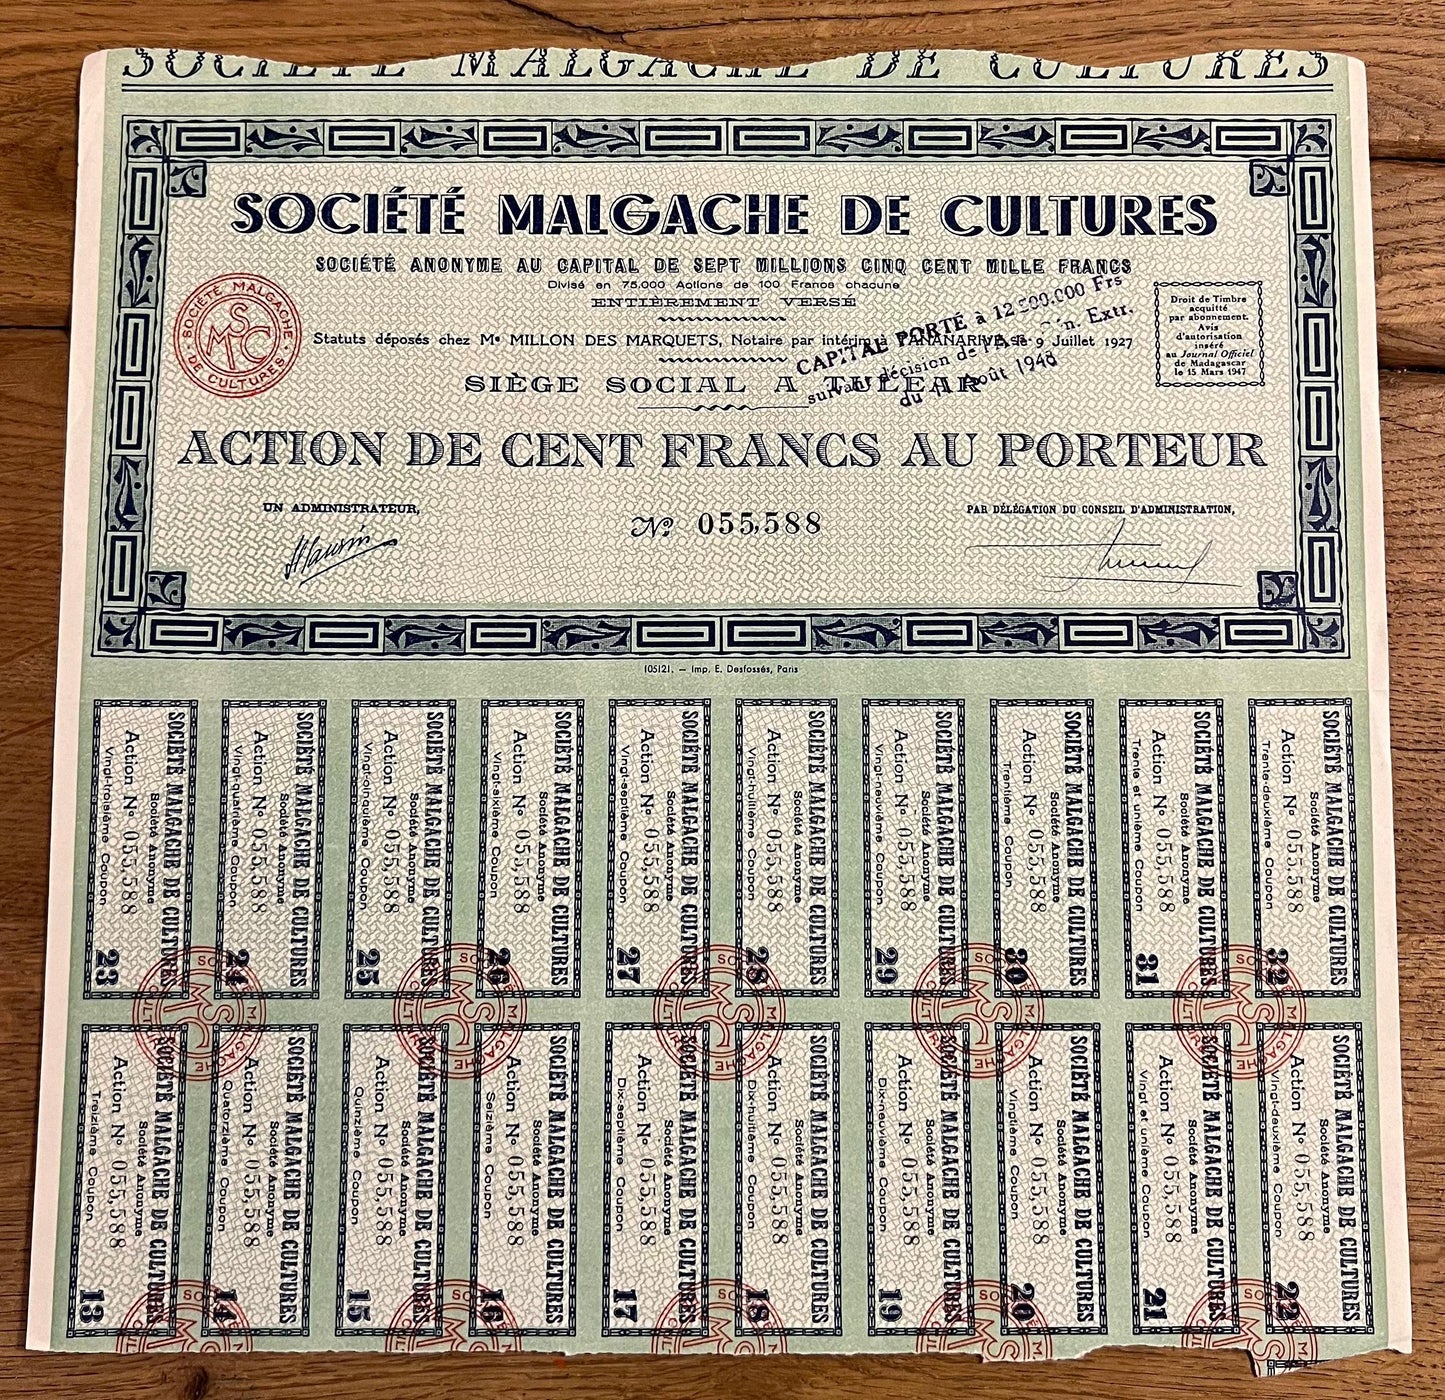 SOCIÉTÉ MALGACHE DE CULTURES
SOCIÉTÉ MALGACHE DE CULTURES
SOCIÉTÉ ANONYME AU CAPITAL DE SEPT MILLIONS CINQ CENT MILLE FRANCS
Divisé en 75.000 Actions de 100 Francs chacune
ENTIÈREMENT VERSÉ
Statuts déposés chez Me MILLON DES MARQUETS, Notaire par intérim à TANANARIVE, le 9 Juillet 1927
SIÈGE SOCIAL A TULÉAR
CAPITAL PORTÉ à 12.500.000 Frs
suivant décision de l'Ass. Extr.
du Août 1948
SOCIÉTÉ MALGACHE DE CULTURES
SMC
Droit de Timbre
acquitté
par abonnement.
Avis
d'autorisation
inséré
au Journal Officiel
de Madagascar
le 15 Mars 1947
ACTION DE CENT FRANCS AU PORTEUR
UN ADMINISTRATEUR,
PAR DÉLÉGATION DU CONSEIL D'ADMINISTRATION,
No 055,588
105121. — Imp. E. Desfossés, Paris
SOCIÉTÉ MALGACHE DE CULTURES
Société Anonyme
Action No 055,588
Vingt-troisième Coupon
23
SOCIÉTÉ MALGACHE DE CULTURES
Société Anonyme
Action No 055,588
Vingt-quatrième Coupon
24
SOCIÉTÉ MALGACHE DE CULTURES
Société Anonyme
Action No 055,588
Vingt-cinquième Coupon
25
SOCIÉTÉ MALGACHE DE CULTURES
Société Anonyme
Action No 055,588
Vingt-sixième Coupon
26
SOCIÉTÉ MALGACHE DE CULTURES
Société Anonyme
Action No 055,588
Vingt-septième Coupon
27
SOCIÉTÉ MALGACHE DE CULTURES
Société Anonyme
Action No 055,588
Vingt-huitième Coupon
28
SOCIÉTÉ MALGACHE DE CULTURES
Société Anonyme
Action No 055,588
Vingt-neuvième Coupon
29
SOCIÉTÉ MALGACHE DE CULTURES
Société Anonyme
Action No 055,588
Trentième Coupon
30
SOCIÉTÉ MALGACHE DE CULTURES
Société Anonyme
Action No 055,588
Trente et unième Coupon
31
SOCIÉTÉ MALGACHE DE CULTURES
Société Anonyme
Action No 055,588
Trente-deuxième Coupon
32
SOCIÉTÉ MALGACHE DE CULTURES
Société Anonyme
Action No 055,588
Treizième Coupon
13
SOCIÉTÉ MALGACHE DE CULTURES
Société Anonyme
Action No 055,588
Quatorzième Coupon
14
SOCIÉTÉ MALGACHE DE CULTURES
Société Anonyme
Action No 055,588
Quinzième Coupon
15
SOCIÉTÉ MALGACHE DE CULTURES
Société Anonyme
Action No 055,588
Seizième Coupon
16
SOCIÉTÉ MALGACHE DE CULTURES
Société Anonyme
Action No 055,588
Dix-septième Coupon
17
SOCIÉTÉ MALGACHE DE CULTURES
Société Anonyme
Action No 055,588
Dix-huitième Coupon
18
SOCIÉTÉ MALGACHE DE CULTURES
Société Anonyme
Action No 055,588
Dix-neuvième Coupon
19
SOCIÉTÉ MALGACHE DE CULTURES
Société Anonyme
Action No 055,588
Vingtième Coupon
20
SOCIÉTÉ MALGACHE DE CULTURES
Société Anonyme
Action No 055,588
Vingt et unième Coupon
21
SOCIÉTÉ MALGACHE DE CULTURES
Société Anonyme
Action No 055,588
Vingt-deuxième Coupon
22